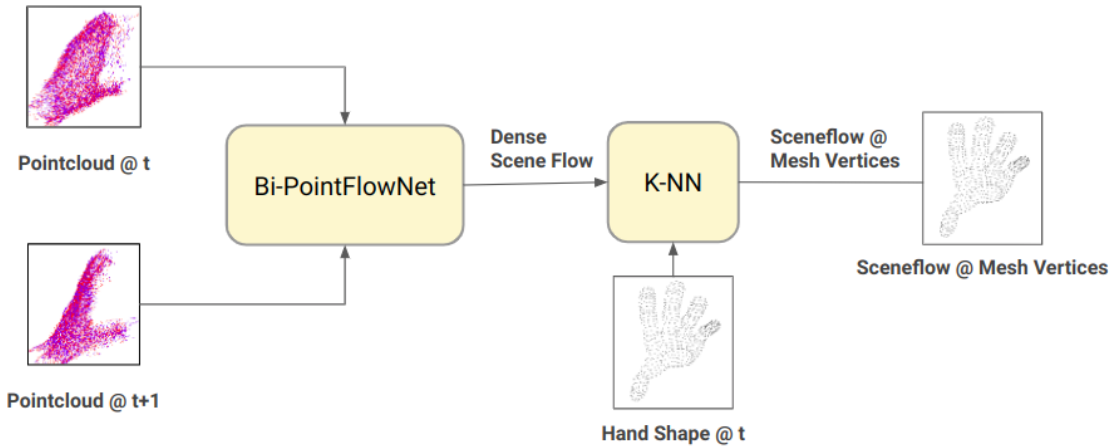 Pointcloud @ t
Bi-PointFlowNet
Dense
Scene Flow
K-NN
Sceneflow @
Mesh Vertices
Sceneflow @ Mesh Vertices
Pointcloud @ t+1
Hand Shape @ t